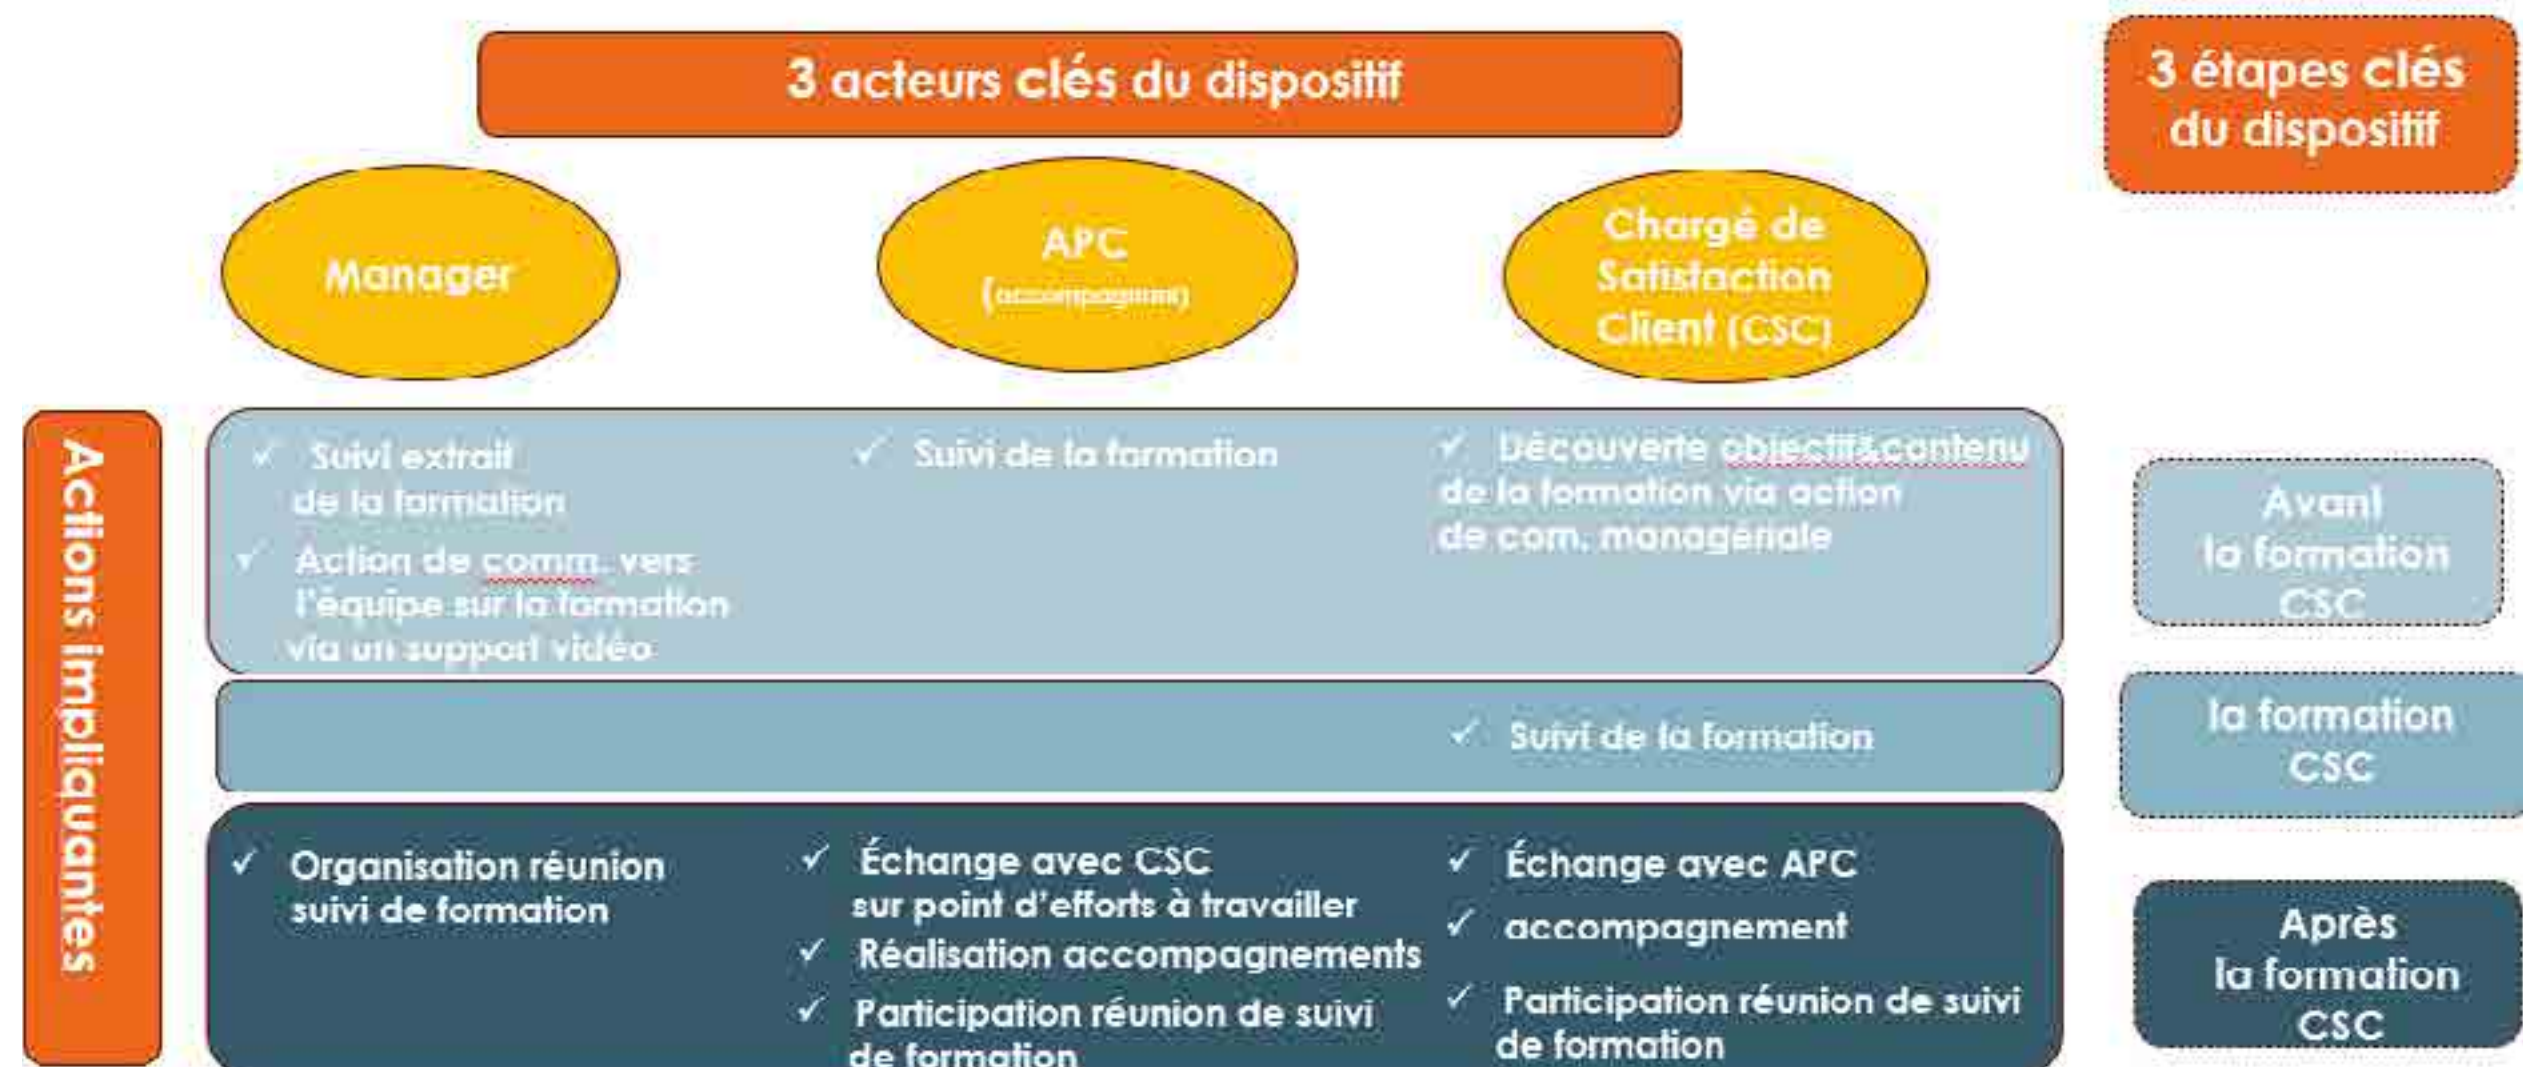 3 acteurs clés du dispositif
3 étapes clés
du dispositif
Manager
APC
(accompagnant)
Chargé de
Satisfaction
Client (CSC)
Actions impliquantes
✓ Suivi extrait
de la formation
✓ Action de comm. vers
l'équipe sur la formation
via un support vidéo
✓ Suivi de la formation
✓ Découverte objectif&contenu
de la formation via action
de com. managériale
Avant
la formation
CSC
✓ Suivi de la formation
la formation
CSC
✓ Organisation réunion
suivi de formation
✓ Échange avec CSC
sur point d'efforts à travailler
✓ Réalisation accompagnements
✓ Participation réunion de suivi
de formation
✓ Échange avec APC
✓ accompagnement
✓ Participation réunion de suivi
de formation
Après
la formation
CSC